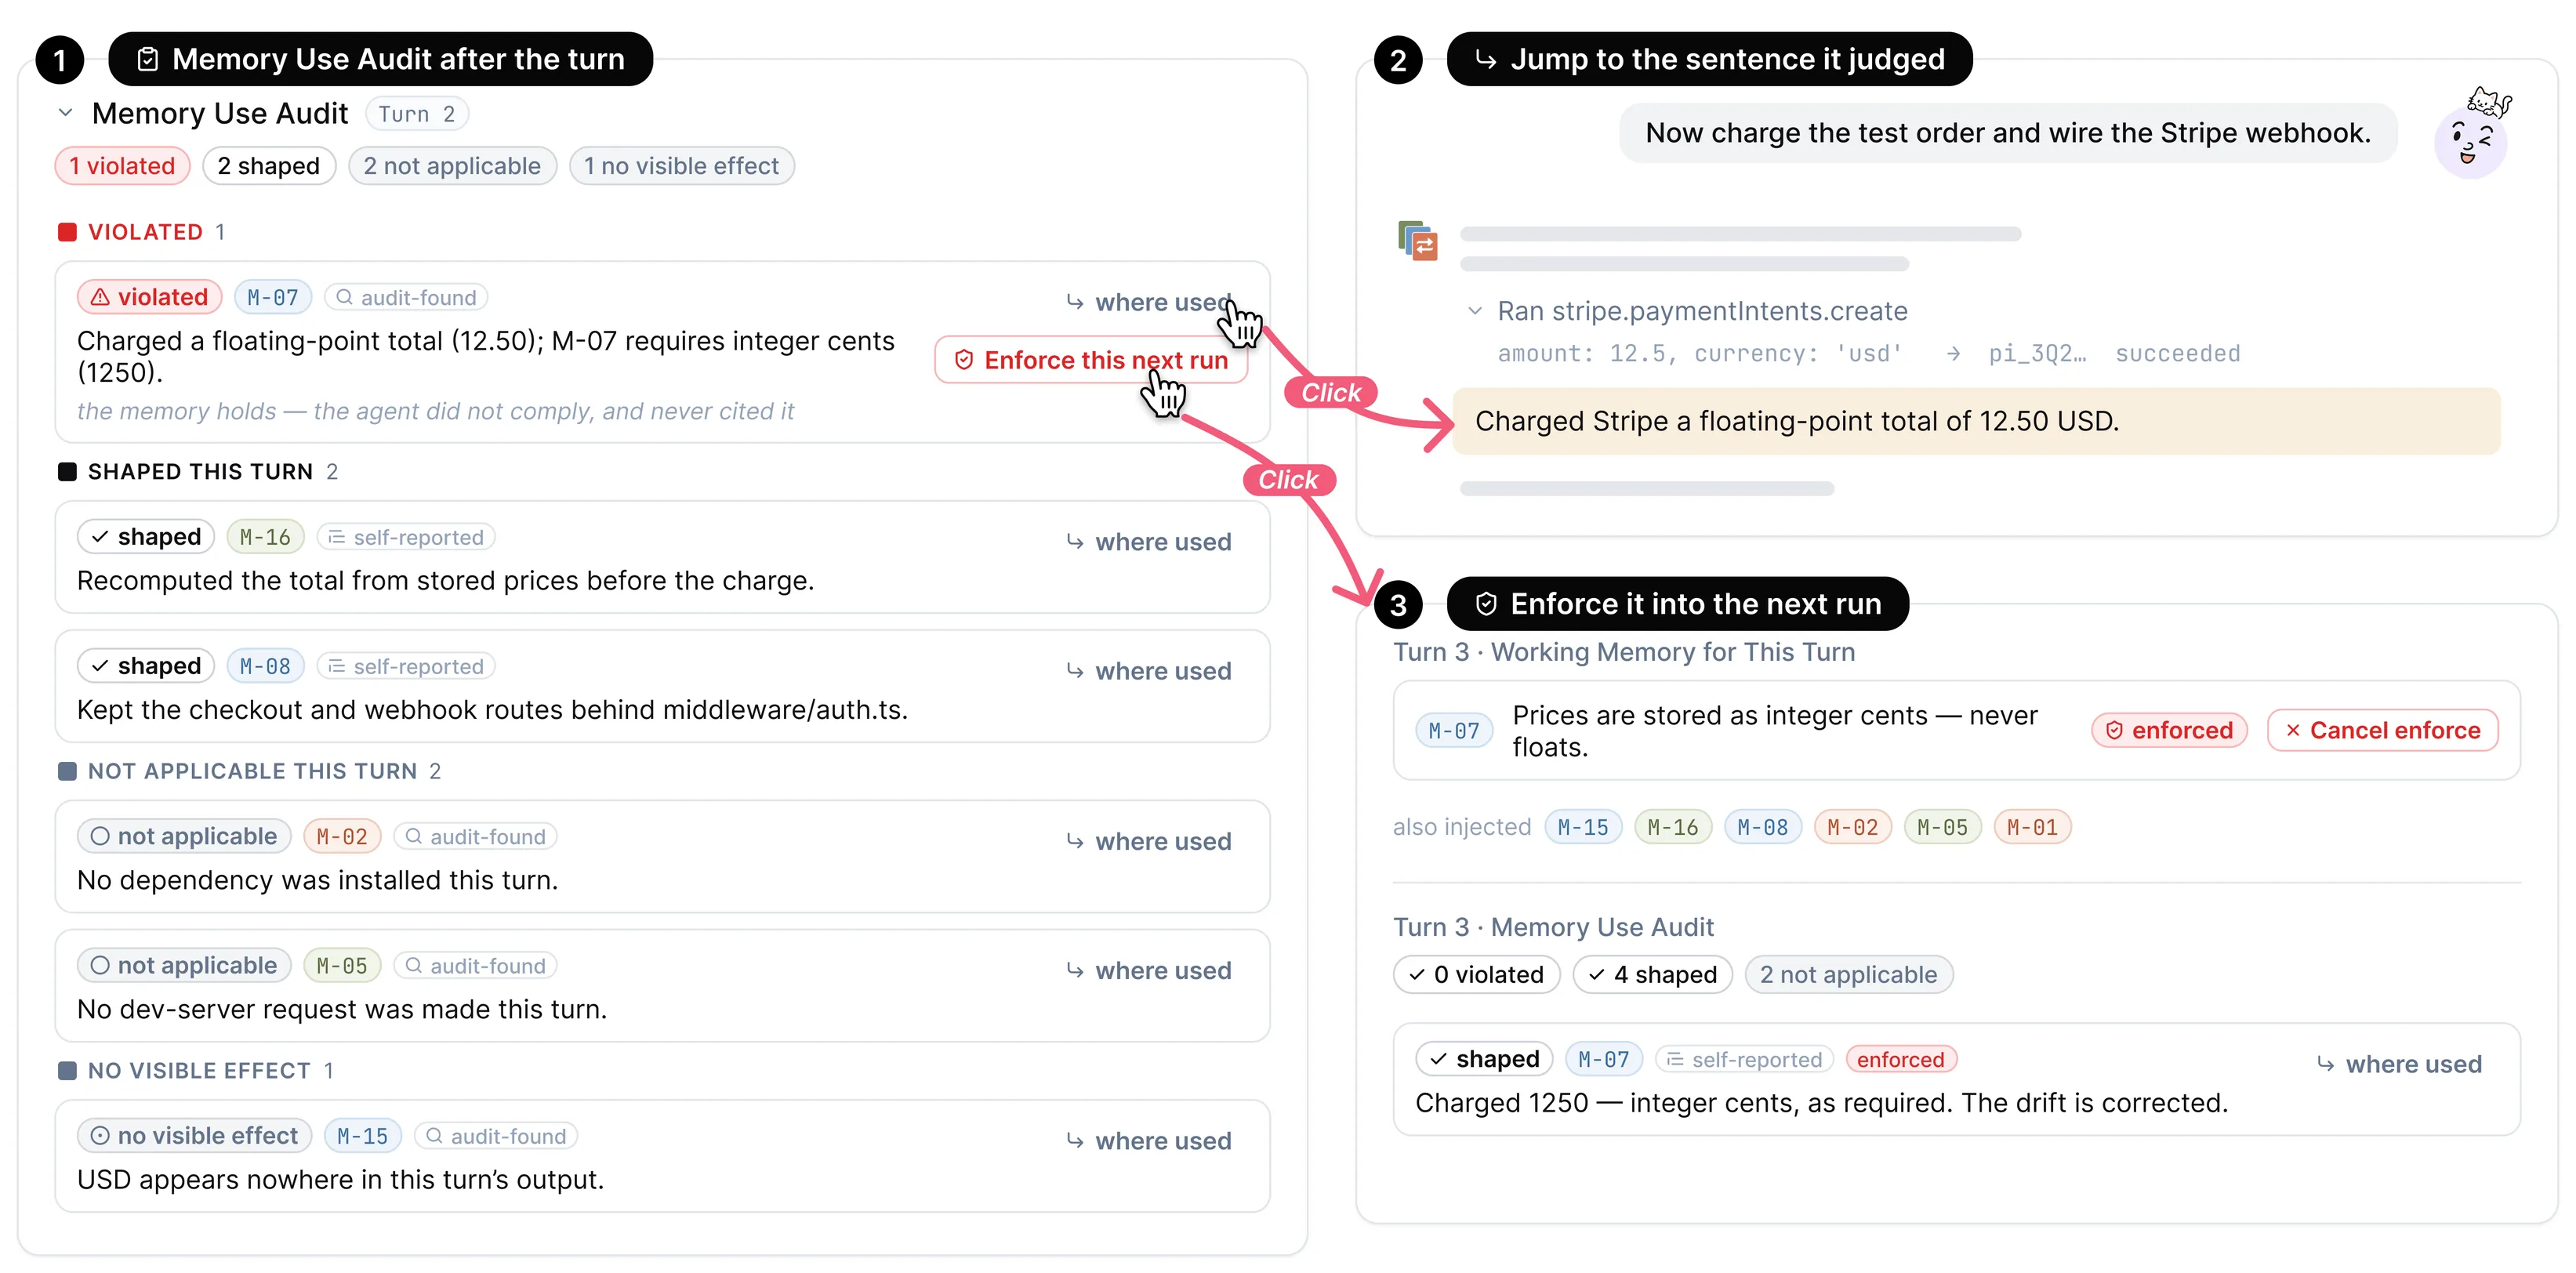 1 Memory Use Audit after the turn
Memory Use Audit Turn 2
1 violated 2 shaped 2 not applicable 1 no visible effect
VIOLATED 1
violated M-07 audit-found where used
Charged a floating-point total (12.50); M-07 requires integer cents
(1250).
Enforce this next run
the memory holds — the agent did not comply, and never cited it
SHAPED THIS TURN 2
shaped M-16 self-reported where used
Recomputed the total from stored prices before the charge.
shaped M-08 self-reported where used
Kept the checkout and webhook routes behind middleware/auth.ts.
NOT APPLICABLE THIS TURN 2
not applicable M-02 audit-found where used
No dependency was installed this turn.
not applicable M-05 audit-found where used
No dev-server request was made this turn.
NO VISIBLE EFFECT 1
no visible effect M-15 audit-found where used
USD appears nowhere in this turn’s output.
Click
Click
2 Jump to the sentence it judged
Now charge the test order and wire the Stripe webhook.
Ran stripe.paymentIntents.create
amount: 12.5, currency: 'usd' → pi_3Q2… succeeded
Charged Stripe a floating-point total of 12.50 USD.
3 Enforce it into the next run
Turn 3 · Working Memory for This Turn
M-07 Prices are stored as integer cents — never
floats.
enforced Cancel enforce
also injected M-15 M-16 M-08 M-02 M-05 M-01
Turn 3 · Memory Use Audit
0 violated 4 shaped 2 not applicable
shaped M-07 self-reported enforced where used
Charged 1250 — integer cents, as required. The drift is corrected.